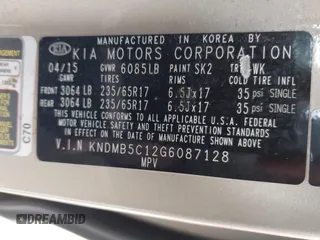 MANUFACTURED IN KOREA BY
KIA KIA MOTORS CORPORATION
04/15 GVWR 6085LB PAINT SK2 TRIM WK
GAWR TIRES RIMS COLD TIRE INFL
FRONT 3064 LB 235/65R17 6.5JX17 35 psi SINGLE
REAR 3064 LB 235/65R17 6.5JX17 35 psi SINGLE
THIS VEHICLE CONFORMS TO ALL APPLICABLE U.S.A. FEDERAL
MOTOR VEHICLE SAFETY, BUMPER, AND THEFT PREVENTION
STANDARDS IN EFFECT ON THE DATE OF MANUFACTURE SHOWN ABOVE.
V.I.N KNDMB5C12G6087128
MPV
C70
DREAMBID